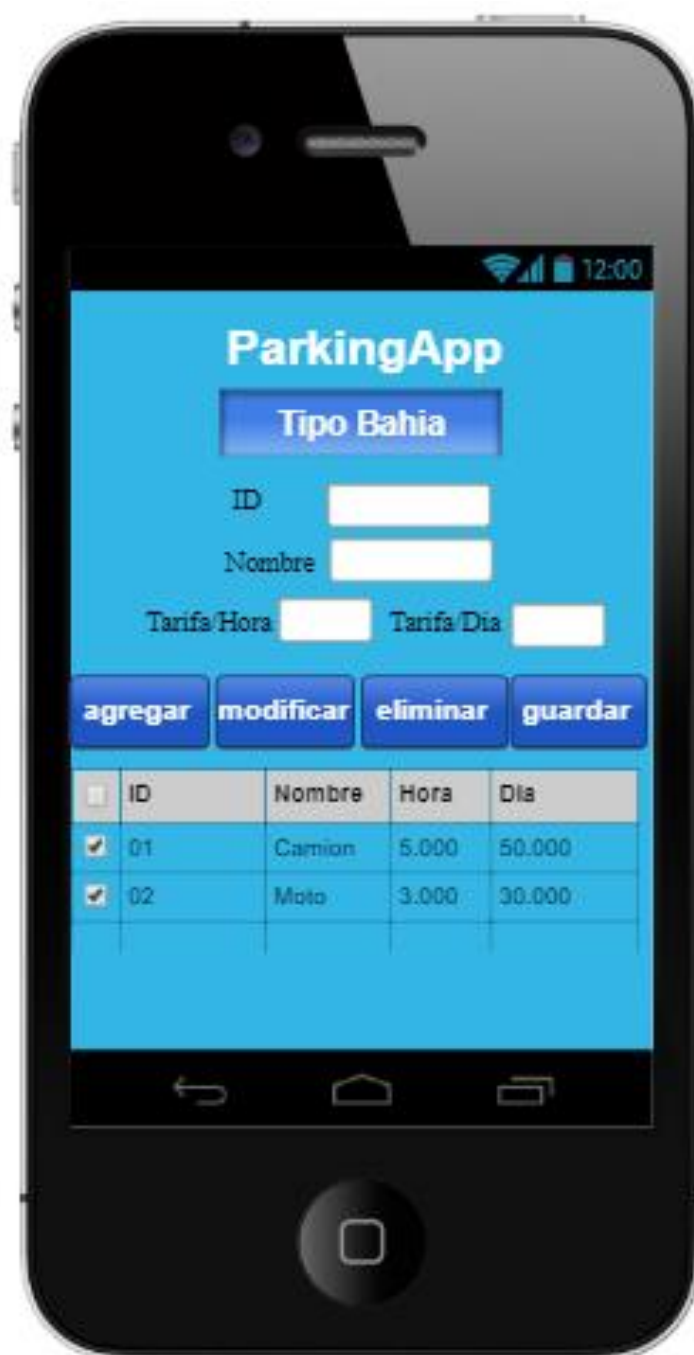 12:00
ParkingApp
Tipo Bahia
ID
Nombre
Tarifa/Hora Tarifa/Dia
agregar modificar eliminar guardar
ID Nombre Hora Dia
01 Camion 5.000 50.000
02 Moto 3.000 30.000